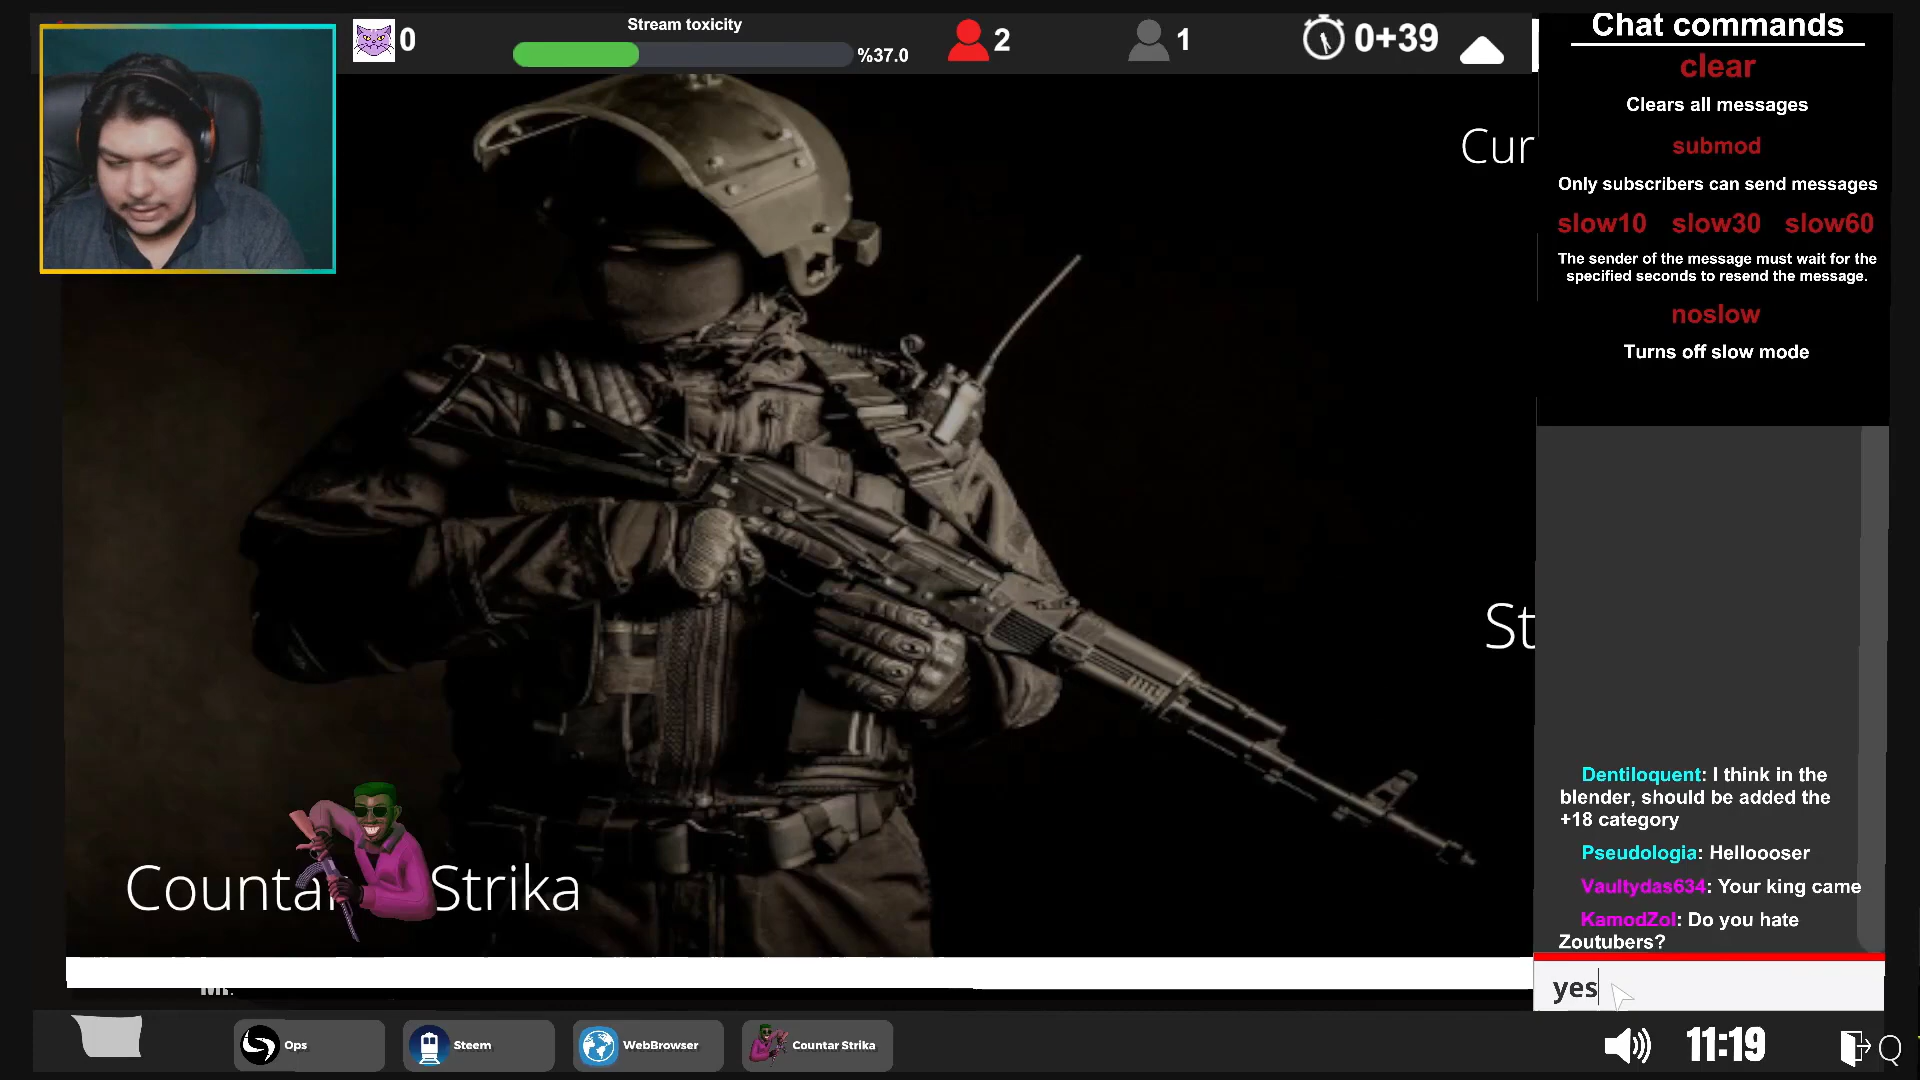 0
Stream toxicity
%37.0
2
1
0+39
Cur
St
Countar Strika
Chat commands
clear
Clears all messages
submod
Only subscribers can send messages
slow10 slow30 slow60
The sender of the message must wait for the
specified seconds to resend the message.
noslow
Turns off slow mode
Dentiloquent: I think in the
blender, should be added the
+18 category
Pseudologia: Helloooser
Vaultydas634: Your king came
KamodZol: Do you hate
Zoutubers?
yes
Ops
Steem
WebBrowser
Countar Strika
11:19
Q